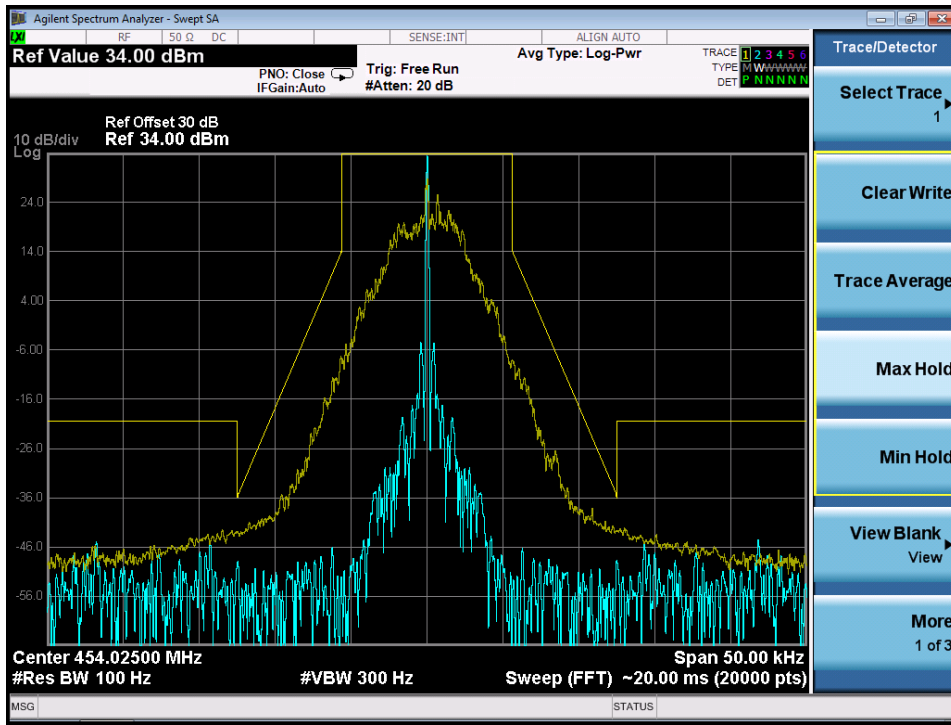 Agilent Spectrum Analyzer - Swept SA
LXI RF 50 Ω DC SENSE:INT ALIGN AUTO
Ref Value 34.00 dBm
PNO: Close
IFGain:Auto
Trig: Free Run
#Atten: 20 dB
Avg Type: Log-Pwr
TRACE 1 2 3 4 5 6
TYPE M W W W W W
DET P N N N N N
Ref Offset 30 dB
10 dB/div Ref 34.00 dBm
Log
24.0
14.0
4.00
-6.00
-16.0
-26.0
-36.0
-46.0
-56.0
Center 454.02500 MHz Span 50.00 kHz
#Res BW 100 Hz #VBW 300 Hz Sweep (FFT) ~20.00 ms (20000 pts)
MSG STATUS
Trace/Detector
Select Trace
1
Clear Write
Trace Average
Max Hold
Min Hold
View Blank
View
More
1 of 3